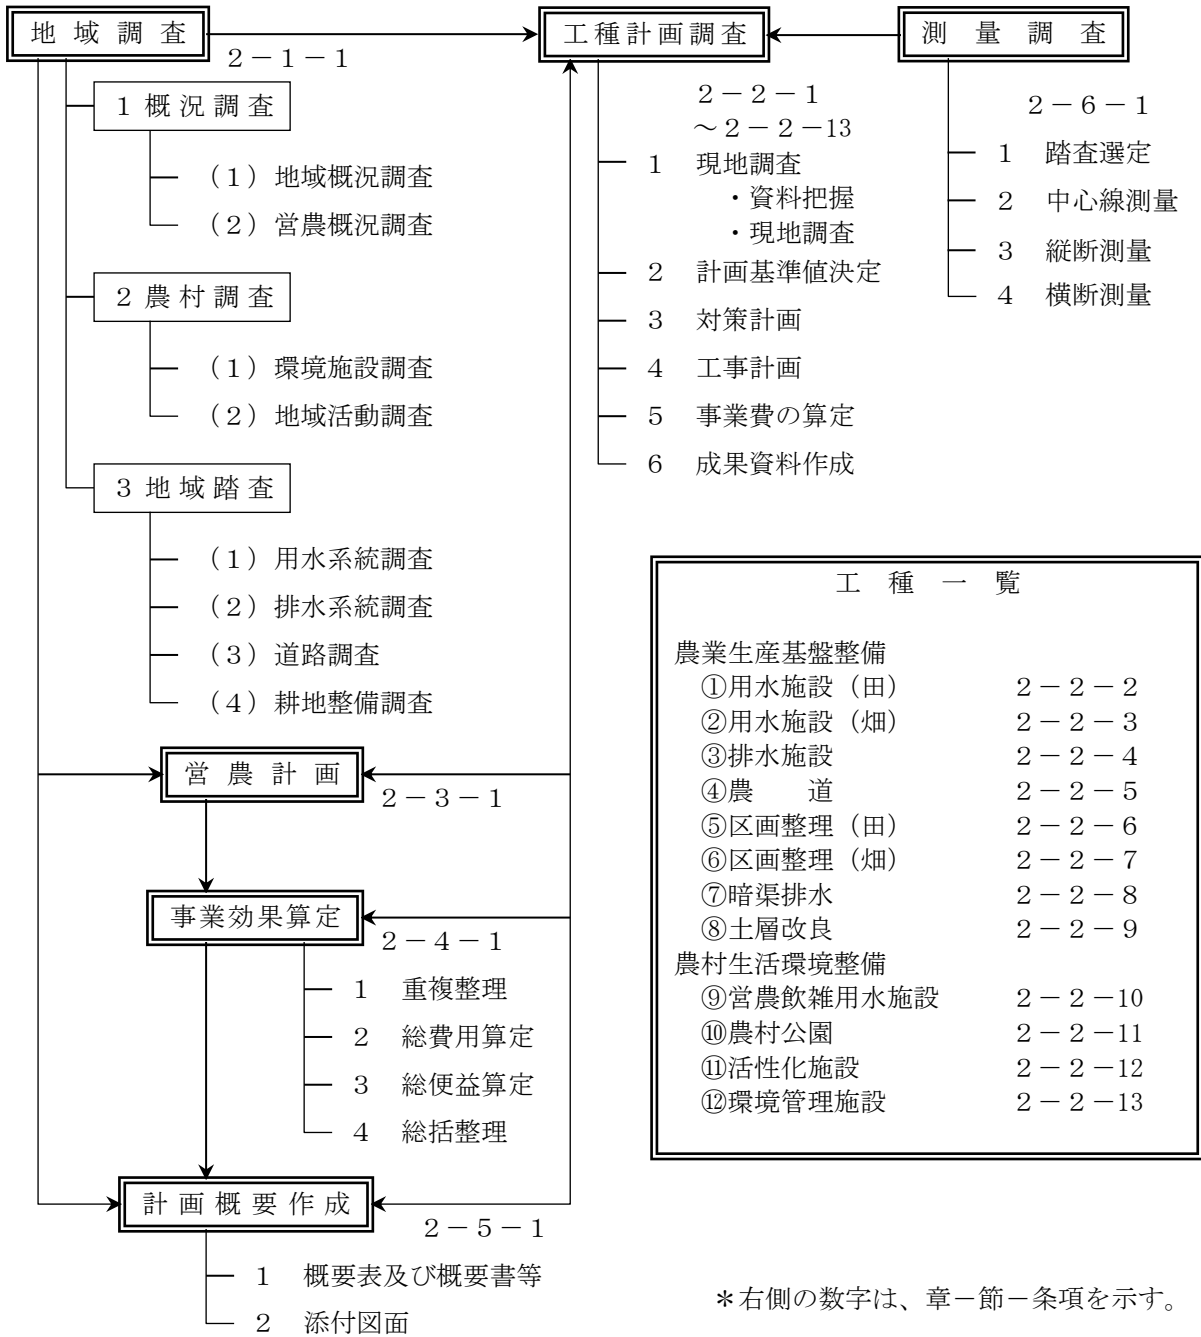 地域調査
2－1－1
1 概況調査
（1）地域概況調査
（2）営農概況調査
2 農村調査
（1）環境施設調査
（2）地域活動調査
3 地域踏査
（1）用水系統調査
（2）排水系統調査
（3）道路調査
（4）耕地整備調査
営農計画
2－3－1
事業効果算定
2－4－1
1 重複整理
2 総費用算定
3 総便益算定
4 総括整理
計画概要作成
2－5－1
1 概要表及び概要書等
2 添付図面
工種計画調査
2－2－1
～2－2－13
1 現地調査
・資料把握
・現地調査
2 計画基準値決定
3 対策計画
4 工事計画
5 事業費の算定
6 成果資料作成
測量調査
2－6－1
1 踏査選定
2 中心線測量
3 縦断測量
4 横断測量
工種一覧
農業生産基盤整備
①用水施設（田） 2－2－2
②用水施設（畑） 2－2－3
③排水施設 2－2－4
④農　　道 2－2－5
⑤区画整理（田） 2－2－6
⑥区画整理（畑） 2－2－7
⑦暗渠排水 2－2－8
⑧土層改良 2－2－9
農村生活環境整備
⑨営農飲雑用水施設 2－2－10
⑩農村公園 2－2－11
⑪活性化施設 2－2－12
⑫環境管理施設 2－2－13
＊右側の数字は、章－節－条項を示す。